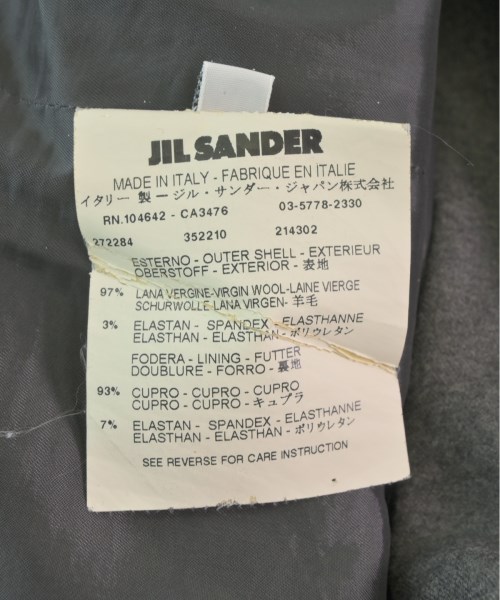 JIL SANDER
MADE IN ITALY - FABRIQUE EN ITALIE
イタリー 製 ージル・サンダー・ジャパン株式会社
RN.104642 - CA3476 03-5778-2330
272284 352210 214302
ESTERNO - OUTER SHELL - EXTERIEUR
OBERSTOFF - EXTERIOR - 表地
97% LANA VERGINE-VIRGIN WOOL-LAINE VIERGE
SCHURWOLLE LANA VIRGEN- 羊毛
3% ELASTAN - SPANDEX - ELASTHANNE
ELASTHAN - ELASTHAN - ポリウレタン
FODERA - LINING - FUTTER
DOUBLURE - FORRO - 裏地
93% CUPRO - CUPRO - CUPRO
CUPRO - CUPRO - キュプラ
7% ELASTAN - SPANDEX - ELASTHANNE
ELASTHAN - ELASTHAN - ポリウレタン
SEE REVERSE FOR CARE INSTRUCTION